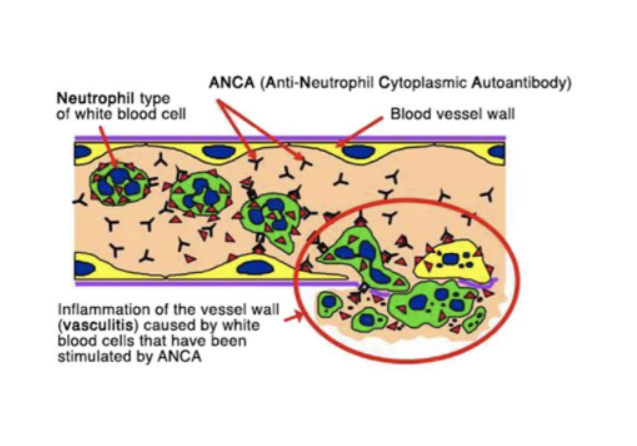 ANCA (Anti-Neutrophil Cytoplasmic Autoantibody)
Neutrophil type
of white blood cell
Blood vessel wall
Inflammation of the vessel wall
(vasculitis) caused by white
blood cells that have been
stimulated by ANCA